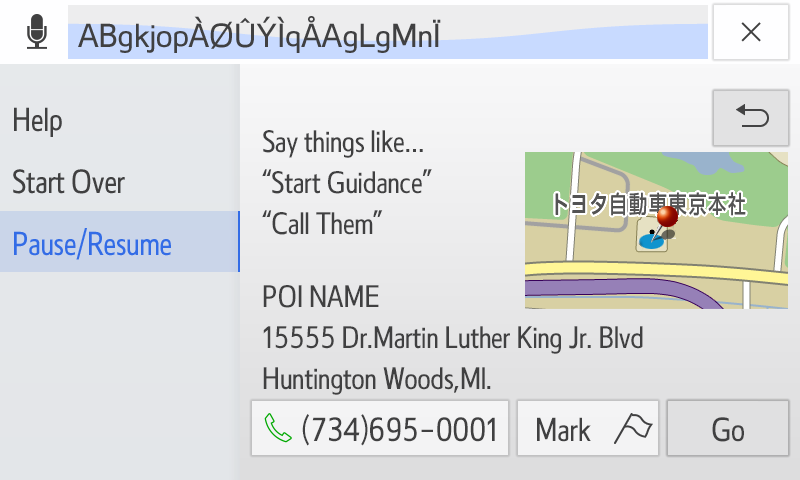 ABgkjopÀØÛÝÌqÅAgLgMnÏ
Help
Start Over
Pause/Resume
Say things like...
“Start Guidance”
“Call Them”
トヨタ自動車東京本社
POI NAME
15555 Dr.Martin Luther King Jr. Blvd
Huntington Woods,MI.
(734)695-0001
Mark
Go